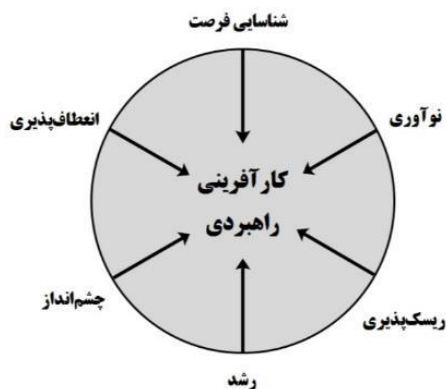 شناسایی فرصت
نوآوری
انعطاف‌پذیری
کارآفرینی
راهبردی
ریسک‌پذیری
چشم‌انداز
رشد